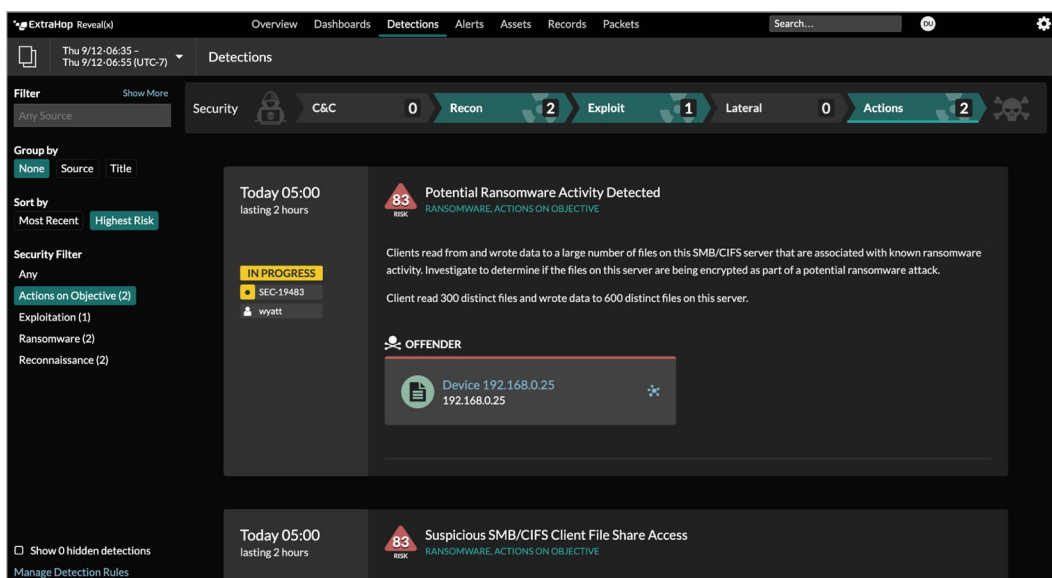 ExtraHop Reveal(x)
Overview Dashboards Detections Alerts Assets Records Packets
Search...
DU
Thu 9/12·06:35 –
Thu 9/12·06:55 (UTC-7)
Detections
Filter Show More
Any Source
Group by
None Source Title
Sort by
Most Recent Highest Risk
Security Filter
Any
Actions on Objective (2)
Exploitation (1)
Ransomware (2)
Reconnaissance (2)
Show 0 hidden detections
Manage Detection Rules
Security C&C 0 Recon 2 Exploit 1 Lateral 0 Actions 2
Today 05:00
lasting 2 hours
IN PROGRESS
SEC-19483
wyatt
83
RISK
Potential Ransomware Activity Detected
RANSOMWARE, ACTIONS ON OBJECTIVE
Clients read from and wrote data to a large number of files on this SMB/CIFS server that are associated with known ransomware
activity. Investigate to determine if the files on this server are being encrypted as part of a potential ransomware attack.
Client read 300 distinct files and wrote data to 600 distinct files on this server.
OFFENDER
Device 192.168.0.25
192.168.0.25
Today 05:00
lasting 2 hours
83
RISK
Suspicious SMB/CIFS Client File Share Access
RANSOMWARE, ACTIONS ON OBJECTIVE